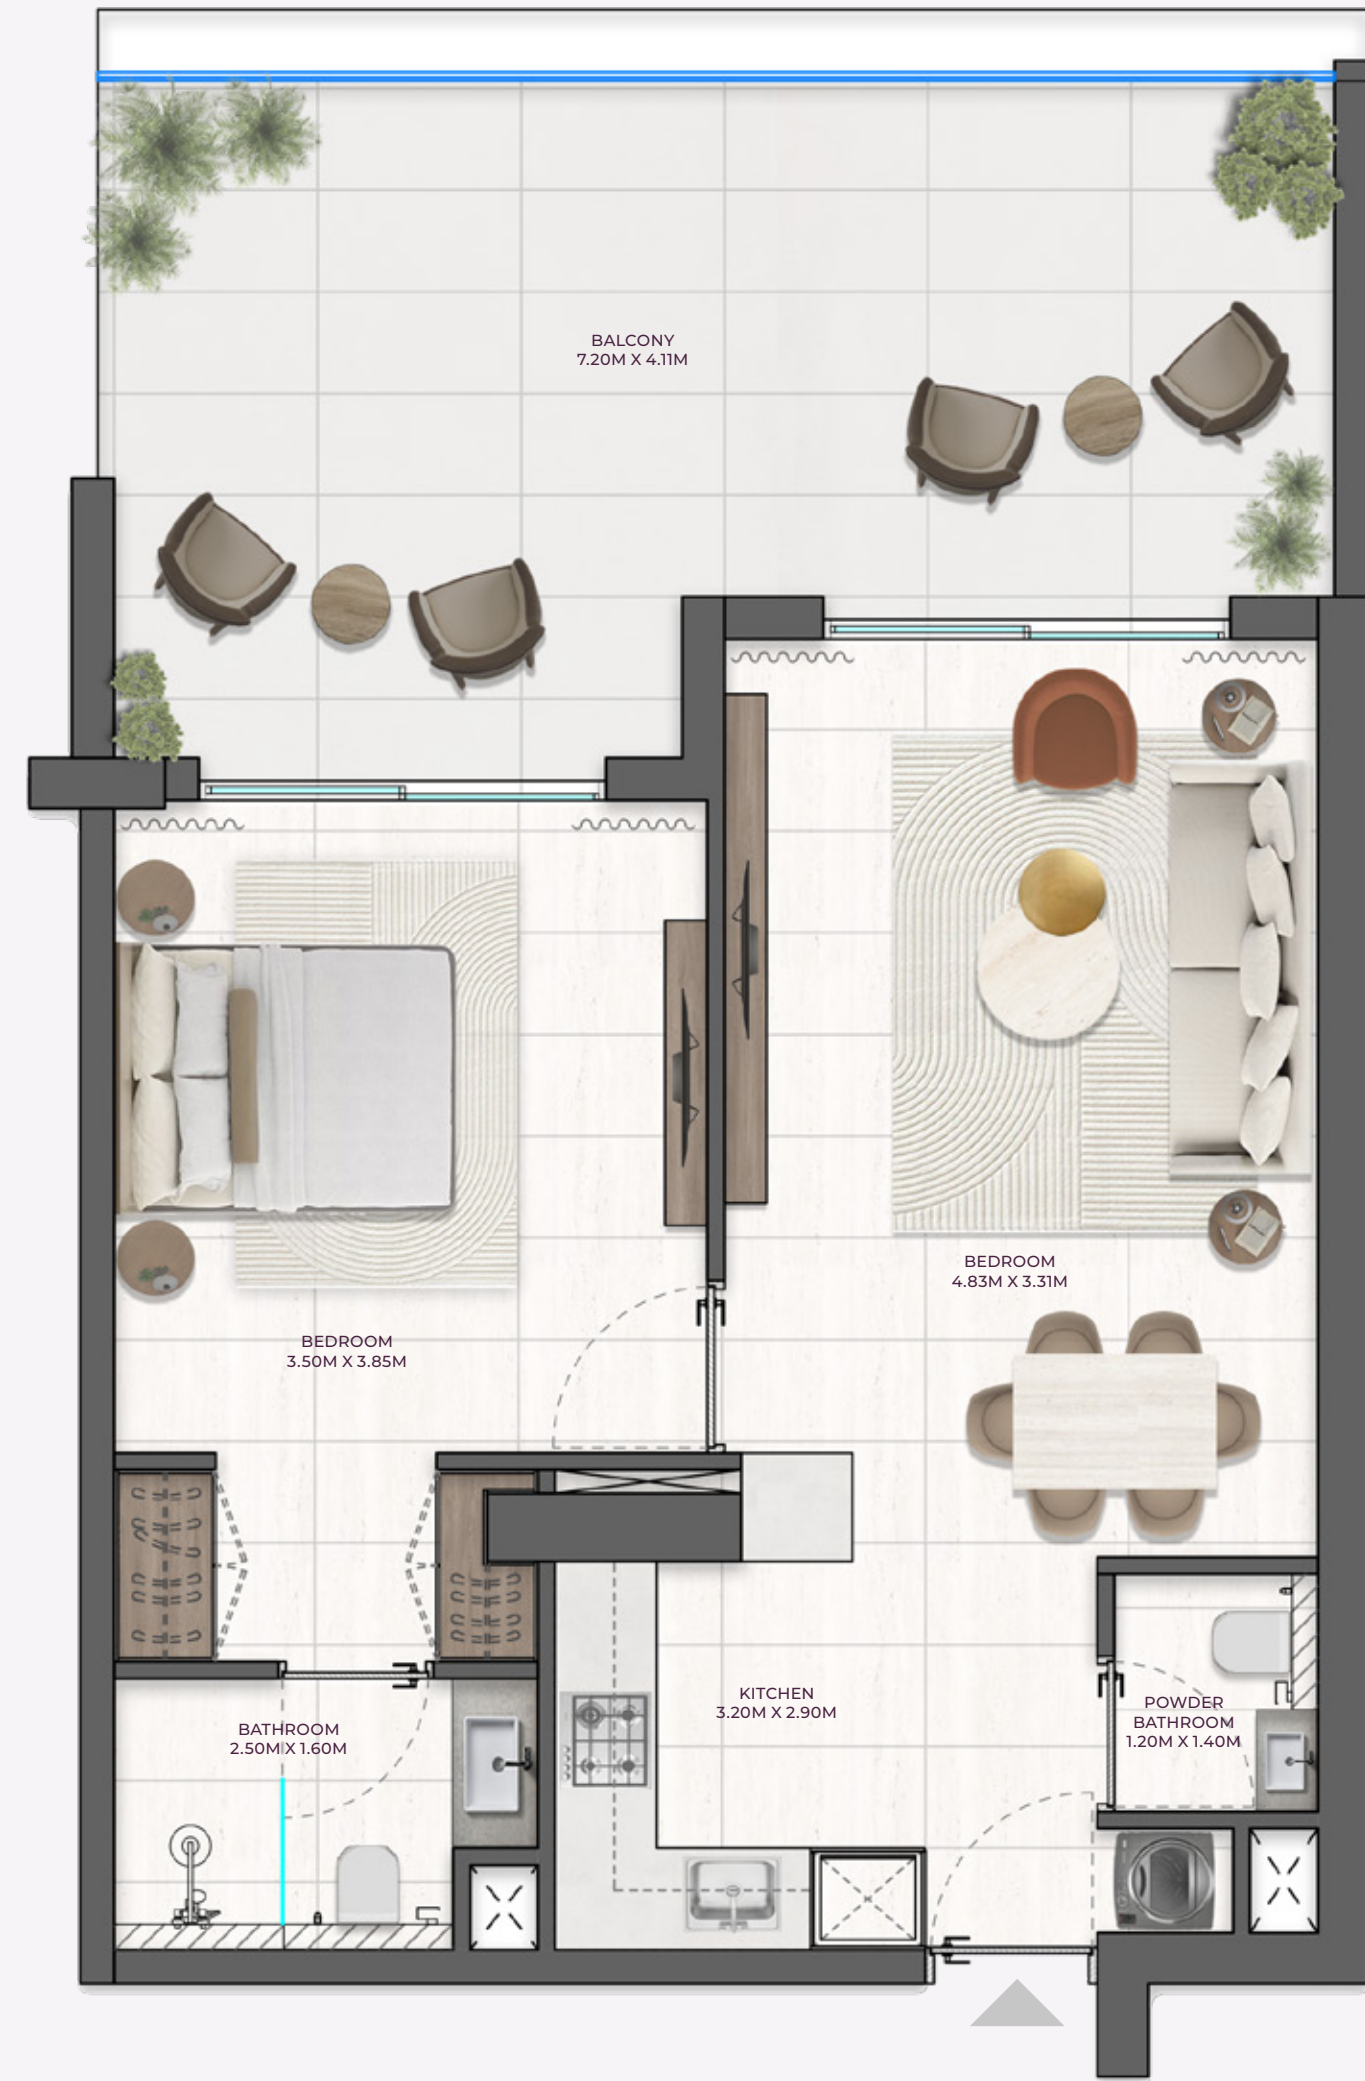 BALCONY
7.20M X 4.11M
BEDROOM
4.83M X 3.31M
BEDROOM
3.50M X 3.85M
KITCHEN
3.20M X 2.90M
POWDER
BATHROOM
1.20M X 1.40M
BATHROOM
2.50M X 1.60M